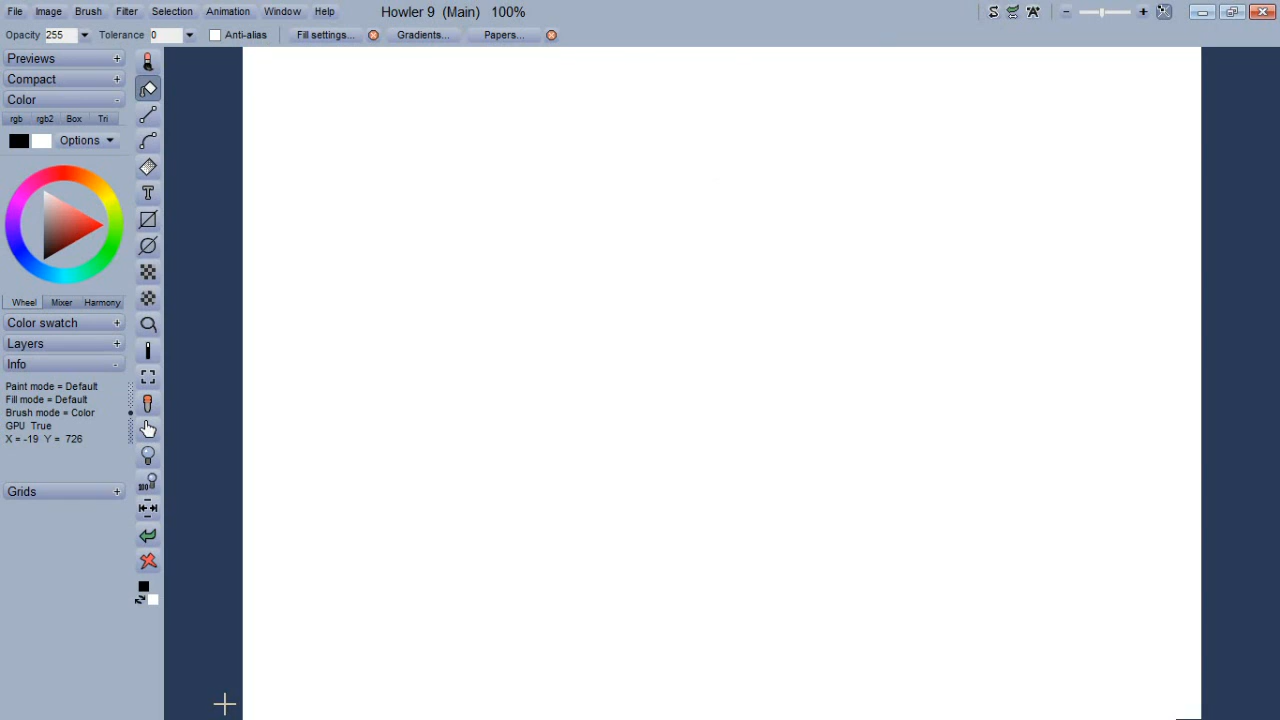 File Image Brush Filter Selection Animation Window Help Howler 9 (Main) 100%
Opacity 255 Tolerance 0 Anti-alias Fill settings... Gradients... Papers...
Previews +
Compact +
Color -
rgb rgb2 Box Tri
Options
Wheel Mixer Harmony
Color swatch +
Layers +
Info -
Paint mode = Default
Fill mode = Default
Brush mode = Color
GPU True
X = -19 Y = 726
Grids +